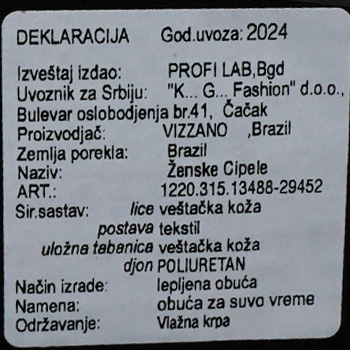 DEKLARACIJA God.uvoza: 2024
Izveštaj izdao: PROFI LAB,Bgd
Uvoznik za Srbiju: "K... G... Fashion" d.o.o.,
Bulevar oslobodjenja br.41, Čačak
Proizvodjač: VIZZANO ,Brazil
Zemlja porekla: Brazil
Naziv: Ženske Cipele
ART.: 1220.315.13488-29452
Sir.sastav: lice veštačka koža
postava tekstil
uložna tabanica veštačka koža
djon POLIURETAN
Način izrade: lepljena obuća
Namena: obuća za suvo vreme
Održavanje: Vlažna krpa